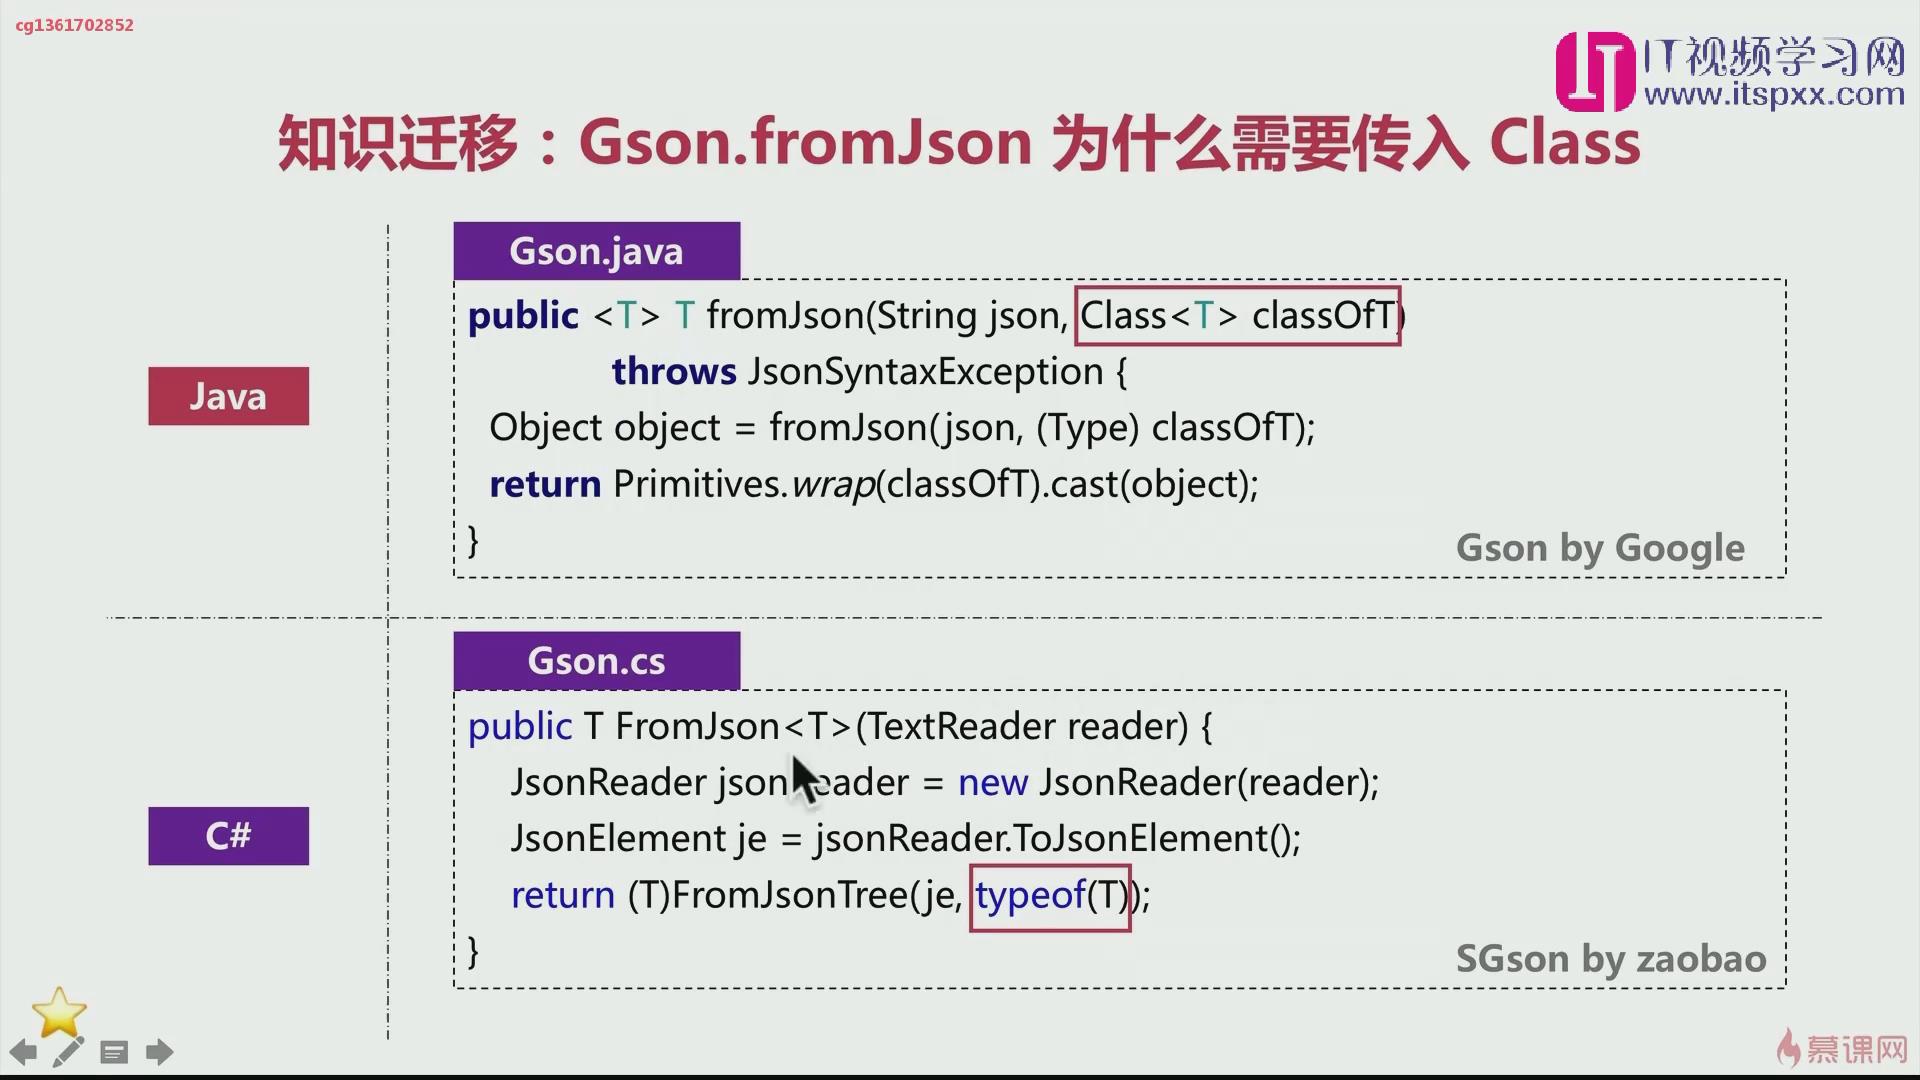 cg1361702852
IT视频学习网
www.itspxx.com
知识迁移：Gson.fromJson 为什么需要传入 Class
Gson.java
public <T> T fromJson(String json, Class<T> classOfT)
throws JsonSyntaxException {
Object object = fromJson(json, (Type) classOfT);
return Primitives.wrap(classOfT).cast(object);
}
Gson by Google
Java
Gson.cs
public T FromJson<T>(TextReader reader) {
JsonReader jsonReader = new JsonReader(reader);
JsonElement je = jsonReader.ToJsonElement();
return (T)FromJsonTree(je, typeof(T));
}
SGson by zaobao
C#
慕课网